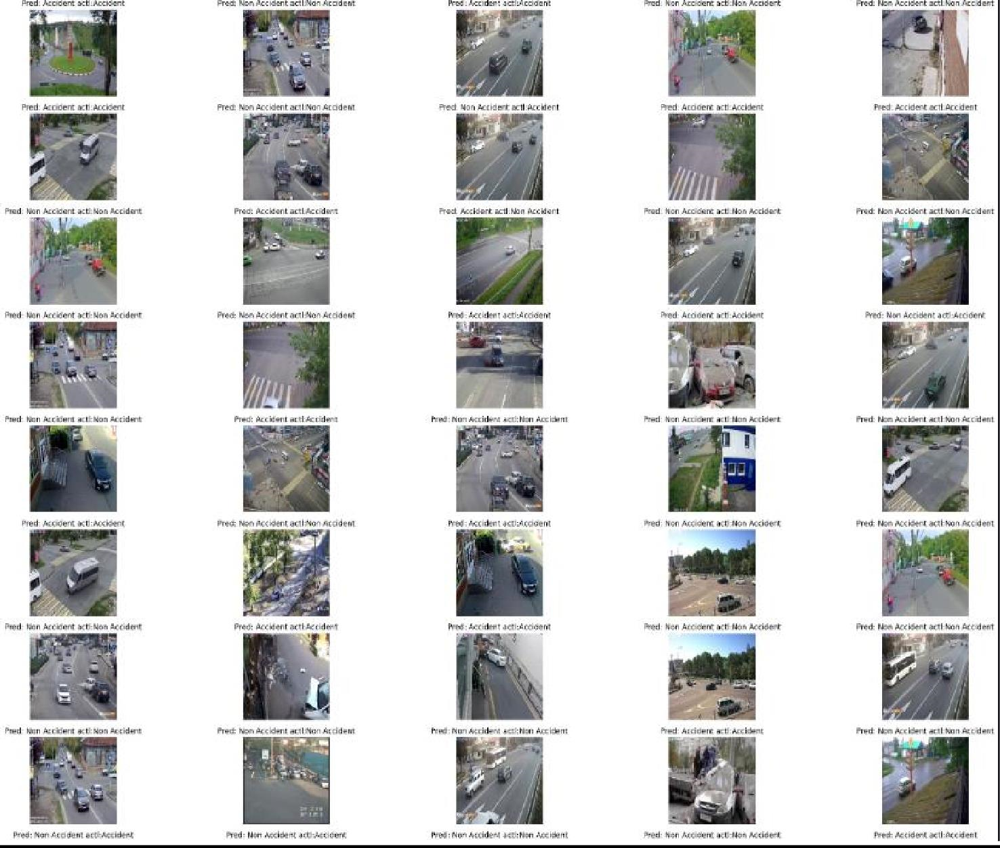 Pred: Accident actl:Accident Pred: Non Accident actl:Non Accident Pred: Accident actl:Accident Pred: Non Accident actl:Non Accident Pred: Non Accident actl:Non Accident
Pred: Accident actl:Accident Pred: Non Accident actl:Non Accident Pred: Non Accident actl:Accident Pred: Accident actl:Accident Pred: Accident actl:Accident
Pred: Non Accident actl:Non Accident Pred: Accident actl:Accident Pred: Accident actl:Non Accident Pred: Non Accident actl:Non Accident Pred: Non Accident actl:Non Accident
Pred: Non Accident actl:Non Accident Pred: Non Accident actl:Non Accident Pred: Accident actl:Accident Pred: Accident actl:Accident Pred: Non Accident actl:Accident
Pred: Non Accident actl:Non Accident Pred: Accident actl:Accident Pred: Non Accident actl:Non Accident Pred: Non Accident actl:Non Accident Pred: Non Accident actl:Non Accident
Pred: Accident actl:Accident Pred: Non Accident actl:Non Accident Pred: Accident actl:Accident Pred: Non Accident actl:Non Accident Pred: Non Accident actl:Non Accident
Pred: Non Accident actl:Non Accident Pred: Accident actl:Accident Pred: Accident actl:Accident Pred: Non Accident actl:Non Accident Pred: Non Accident actl:Non Accident
Pred: Non Accident actl:Non Accident Pred: Non Accident actl:Non Accident Pred: Non Accident actl:Non Accident Pred: Accident actl:Accident Pred: Non Accident actl:Non Accident
Pred: Non Accident actl:Accident Pred: Non Accident actl:Accident Pred: Non Accident actl:Non Accident Pred: Non Accident actl:Non Accident Pred: Accident actl:Accident